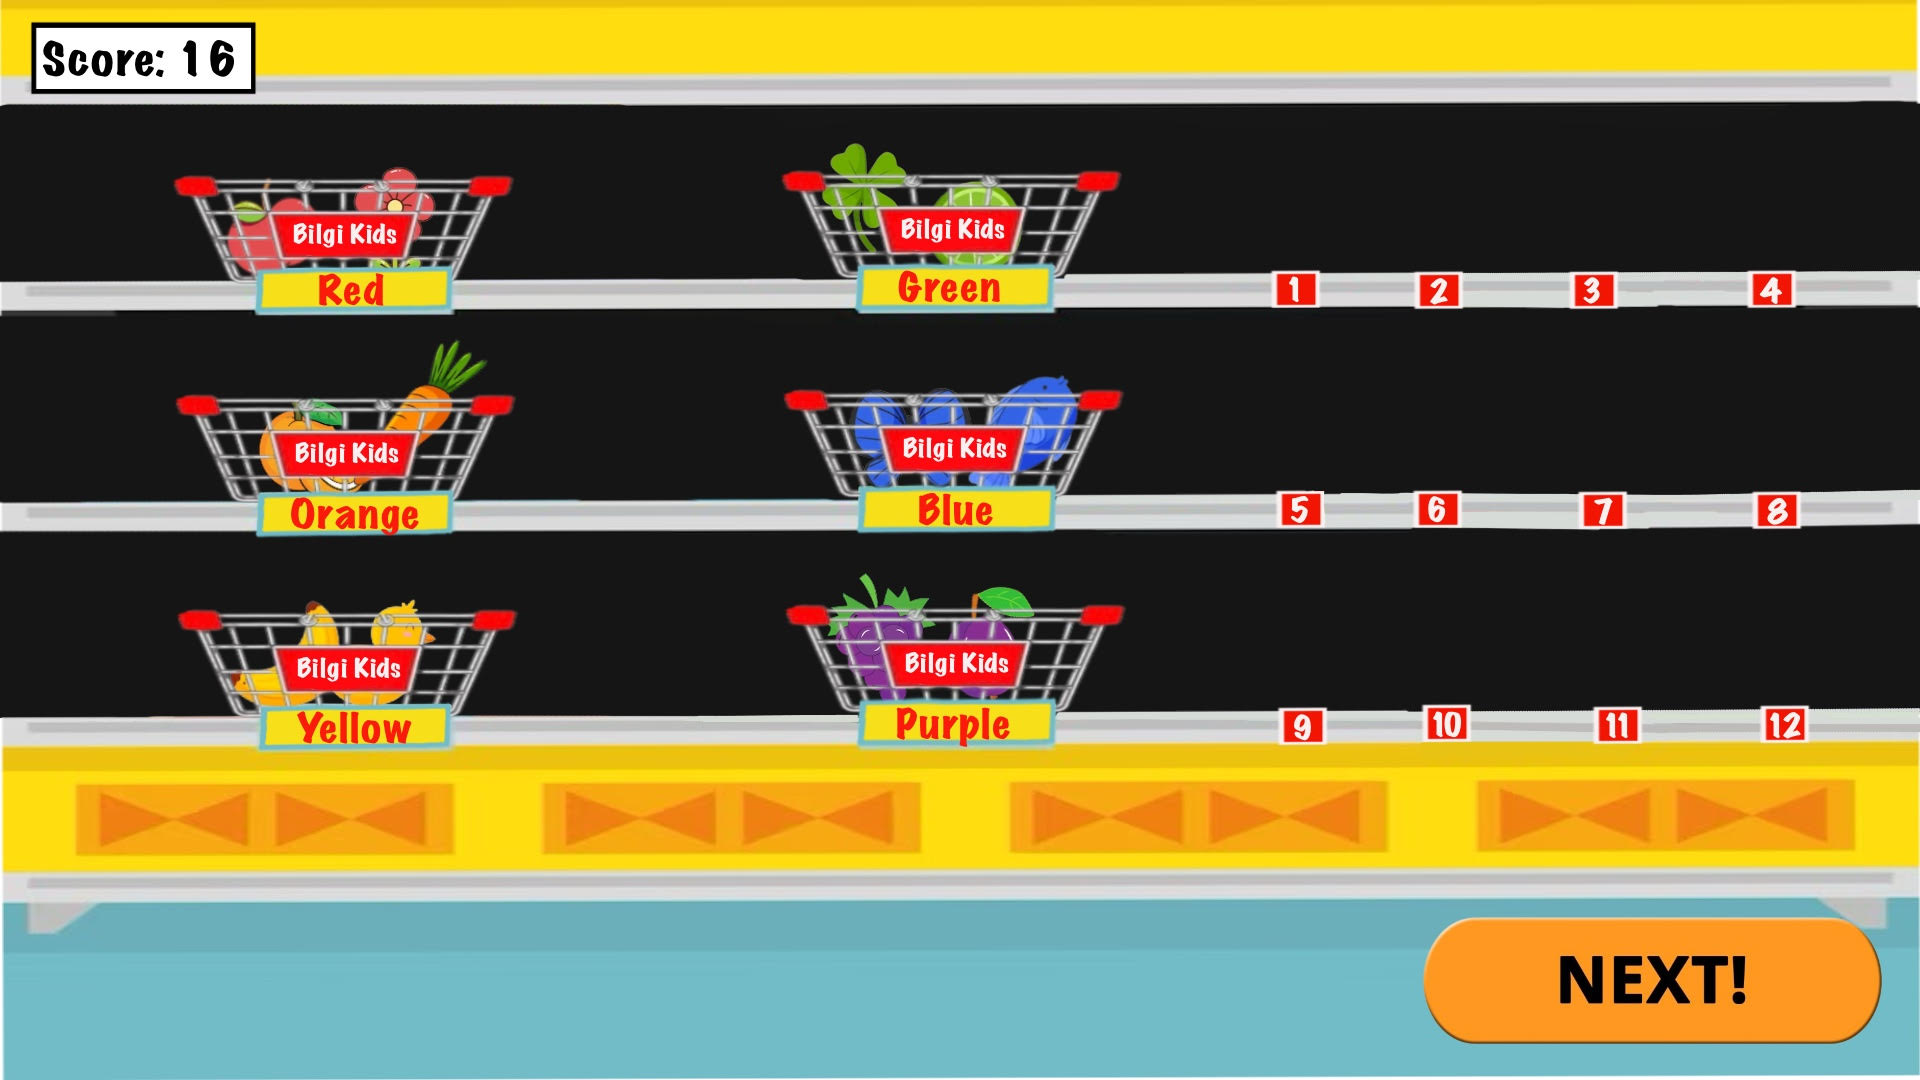 Score: 16
Bilgi Kids
Red
Bilgi Kids
Green
1
2
3
4
Bilgi Kids
Orange
Bilgi Kids
Blue
5
6
7
8
Bilgi Kids
Yellow
Bilgi Kids
Purple
9
10
11
12
NEXT!